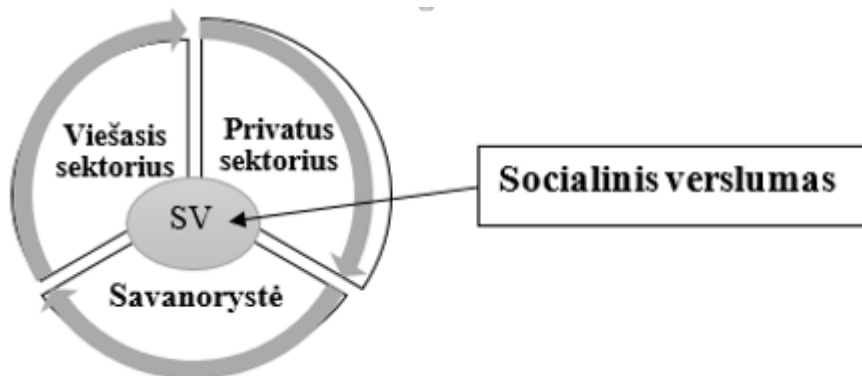 Viešasis
sektorius
Privatus
sektorius
SV
Savanorystė
Socialinis verslumas